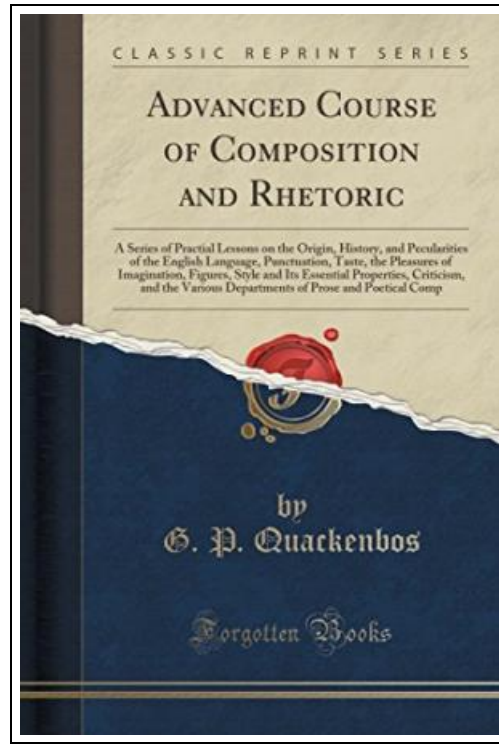 CLASSIC REPRINT SERIES
ADVANCED COURSE
OF COMPOSITION
AND RHETORIC
A Series of Practial Lessons on the Origin, History, and Pecularities
of the English Language, Punctuation, Taste, the Pleasures of
Imagination, Figures, Style and Its Essential Properties, Criticism,
and the Various Departments of Prose and Poetical Comp
by
G. P. Quackenbos
Forgotten Books